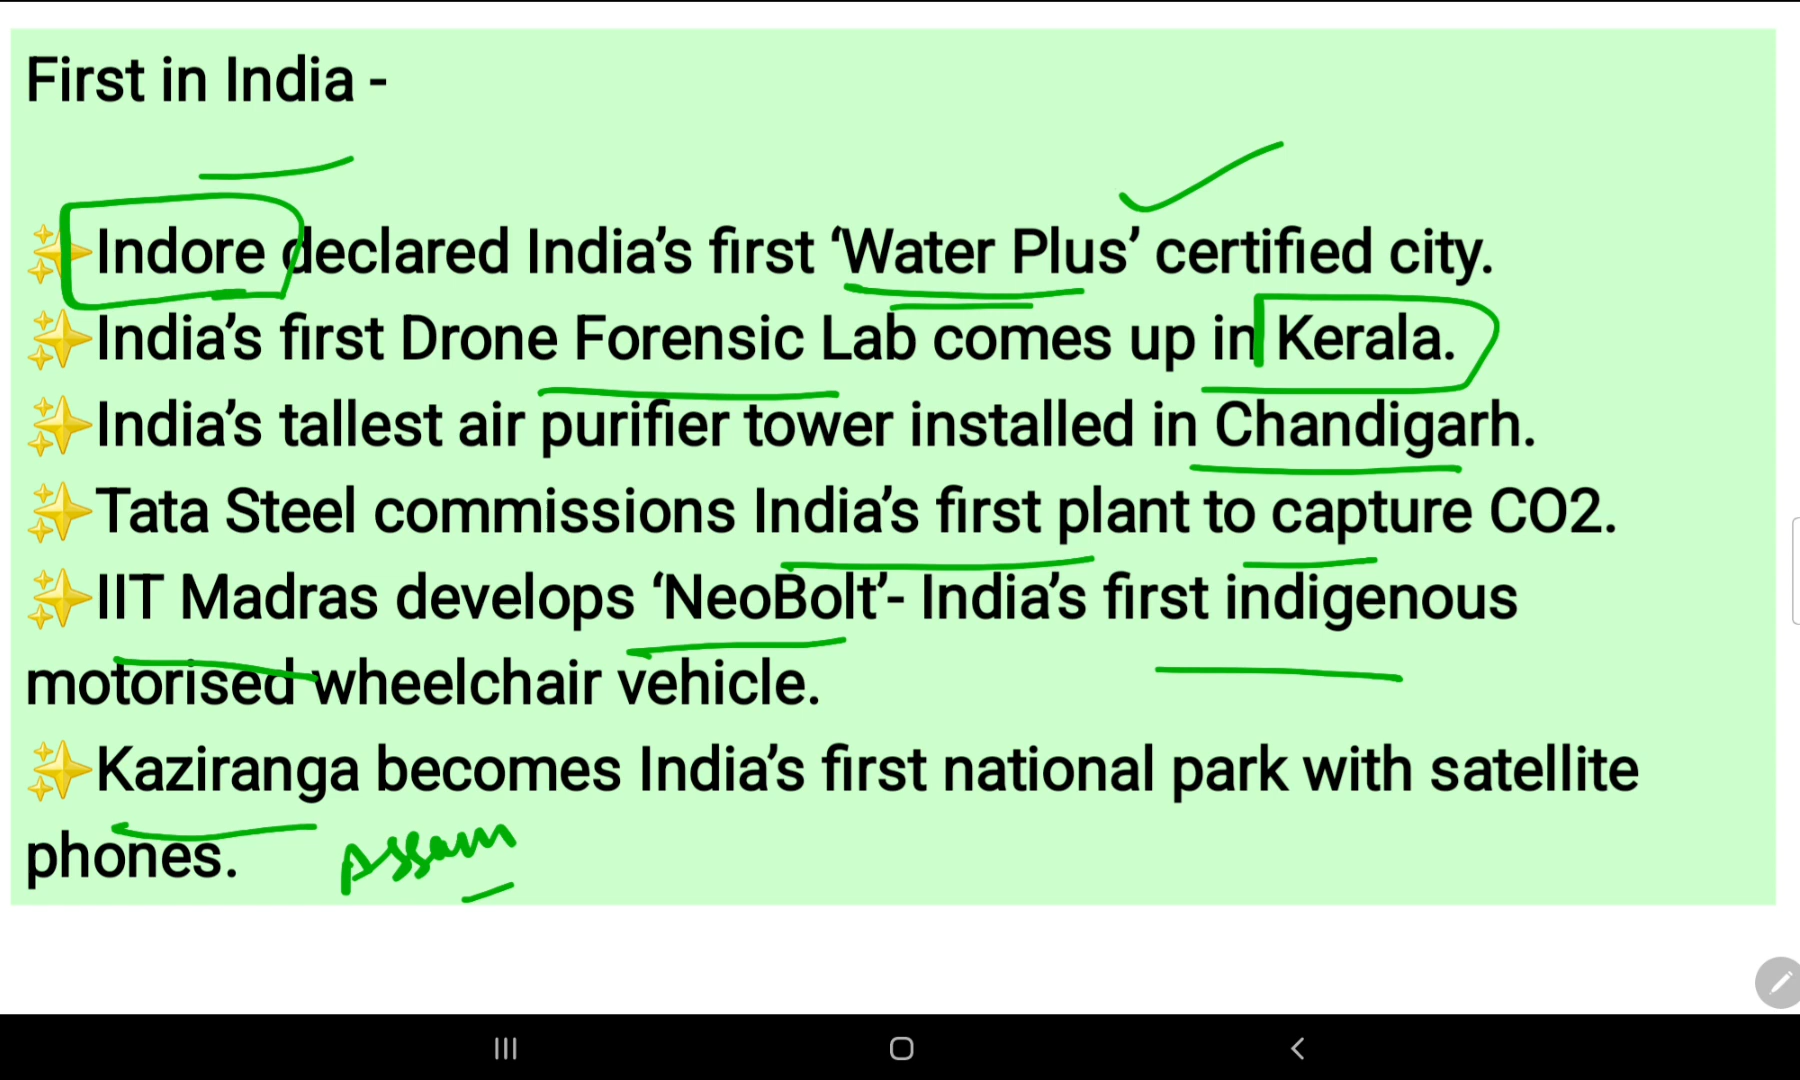 First in India -
✨Indore declared India’s first ‘Water Plus’ certified city.
✨India’s first Drone Forensic Lab comes up in Kerala.
✨India’s tallest air purifier tower installed in Chandigarh.
✨Tata Steel commissions India’s first plant to capture CO2.
✨IIT Madras develops ‘NeoBolt’- India’s first indigenous
motorised wheelchair vehicle.
✨Kaziranga becomes India’s first national park with satellite
phones.
Assam